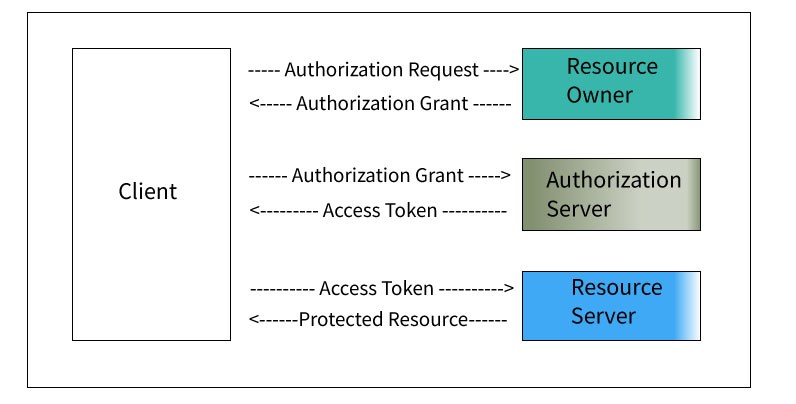 ----- Authorization Request ---->
Resource
Owner
<----- Authorization Grant ------
Client
------ Authorization Grant ----->
Authorization
Server
<--------- Access Token ----------
---------- Access Token ---------->
Resource
Server
<------Protected Resource------